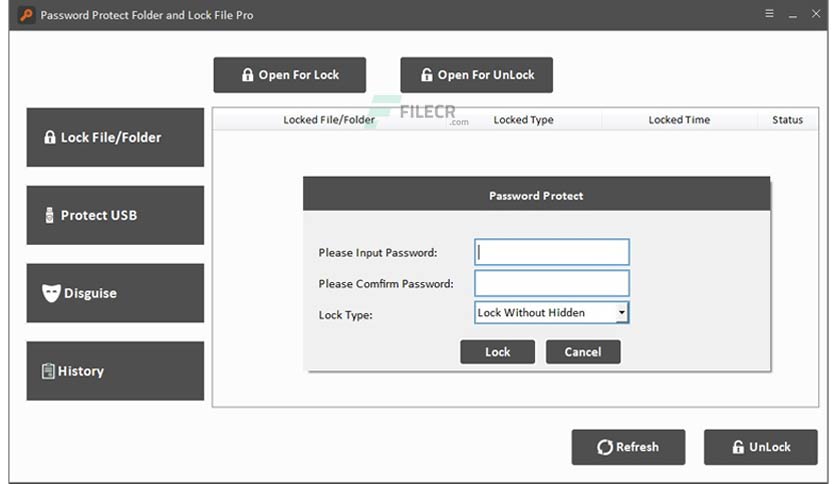 Password Protect Folder and Lock File Pro
Open For Lock
Open For UnLock
FILECR
.com
Locked File/Folder Locked Type Locked Time Status
Lock File/Folder
Protect USB
Disguise
History
Password Protect
Please Input Password:
Please Comfirm Password:
Lock Type: Lock Without Hidden
Lock Cancel
Refresh
UnLock